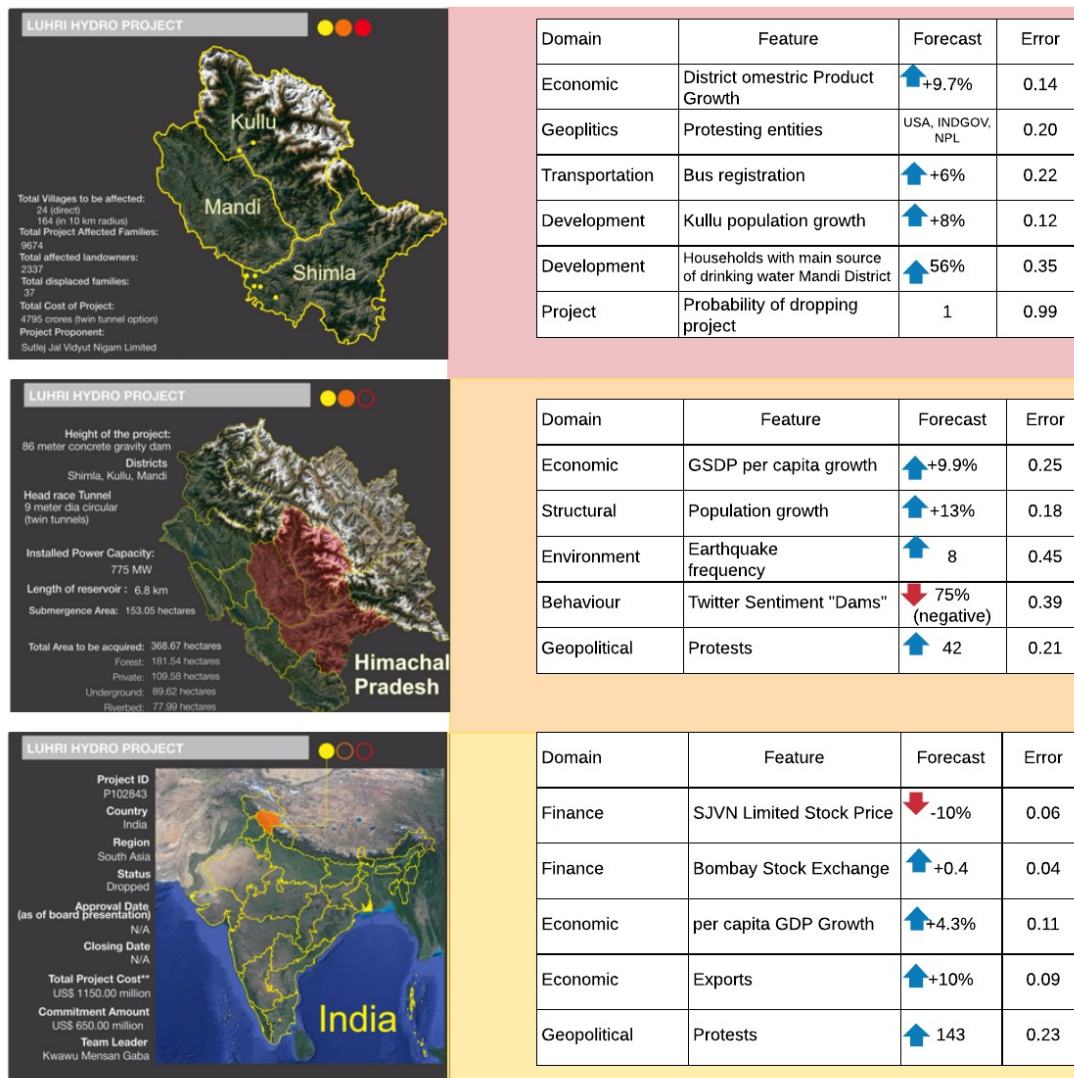 LUHRI HYDRO PROJECT
Kullu
Mandi
Shimla
Total Villages to be affected:
24 (direct)
164 (in 10 km radius)
Total Project Affected Families:
9674
Total affected landowners:
2337
Total displaced families:
37
Total Cost of Project:
4795 crores (twin tunnel option)
Project Proponent:
Sutlej Jal Vidyut Nigam Limited
Domain Feature Forecast Error
Economic District omestric Product Growth +9.7% 0.14
Geoplitics Protesting entities USA, INDGOV, NPL 0.20
Transportation Bus registration +6% 0.22
Development Kullu population growth +8% 0.12
Development Households with main source of drinking water Mandi District 56% 0.35
Project Probability of dropping project 1 0.99
LUHRI HYDRO PROJECT
Height of the project:
86 meter concrete gravity dam
Districts
Shimla, Kullu, Mandi
Head race Tunnel
9 meter dia circular
(twin tunnels)
Installed Power Capacity:
775 MW
Length of reservoir : 6.8 km
Submergence Area: 153.05 hectares
Total Area to be acquired: 368.67 hectares
Forest: 181.54 hectares
Private: 109.58 hectares
Underground: 89.62 hectares
Riverbed: 77.99 hectares
Himachal
Pradesh
Domain Feature Forecast Error
Economic GSDP per capita growth +9.9% 0.25
Structural Population growth +13% 0.18
Environment Earthquake frequency 8 0.45
Behaviour Twitter Sentiment "Dams" 75% (negative) 0.39
Geopolitical Protests 42 0.21
LUHRI HYDRO PROJECT
Project ID
P102843
Country
India
Region
South Asia
Status
Dropped
Approval Date
(as of board presentation)
N/A
Closing Date
N/A
Total Project Cost**
US$ 1150.00 million
Commitment Amount
US$ 650.00 million
Team Leader
Kwawu Mensan Gaba
India
Domain Feature Forecast Error
Finance SJVN Limited Stock Price -10% 0.06
Finance Bombay Stock Exchange +0.4 0.04
Economic per capita GDP Growth +4.3% 0.11
Economic Exports +10% 0.09
Geopolitical Protests 143 0.23